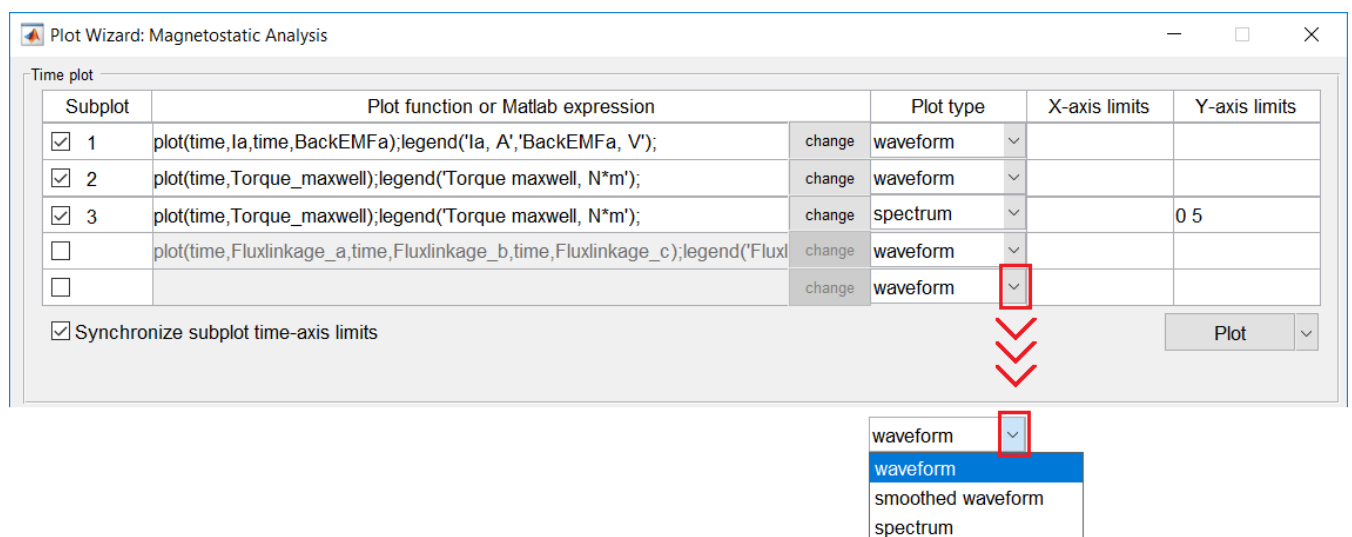 Plot Wizard: Magnetostatic Analysis
Time plot
Subplot Plot function or Matlab expression Plot type X-axis limits Y-axis limits
1 plot(time,Ia,time,BackEMFa);legend('Ia, A','BackEMFa, V'); change waveform
2 plot(time,Torque_maxwell);legend('Torque maxwell, N*m'); change waveform
3 plot(time,Torque_maxwell);legend('Torque maxwell, N*m'); change spectrum 0 5
plot(time,Fluxlinkage_a,time,Fluxlinkage_b,time,Fluxlinkage_c);legend('Fluxl change waveform
change waveform
Synchronize subplot time-axis limits Plot
waveform
waveform
smoothed waveform
spectrum